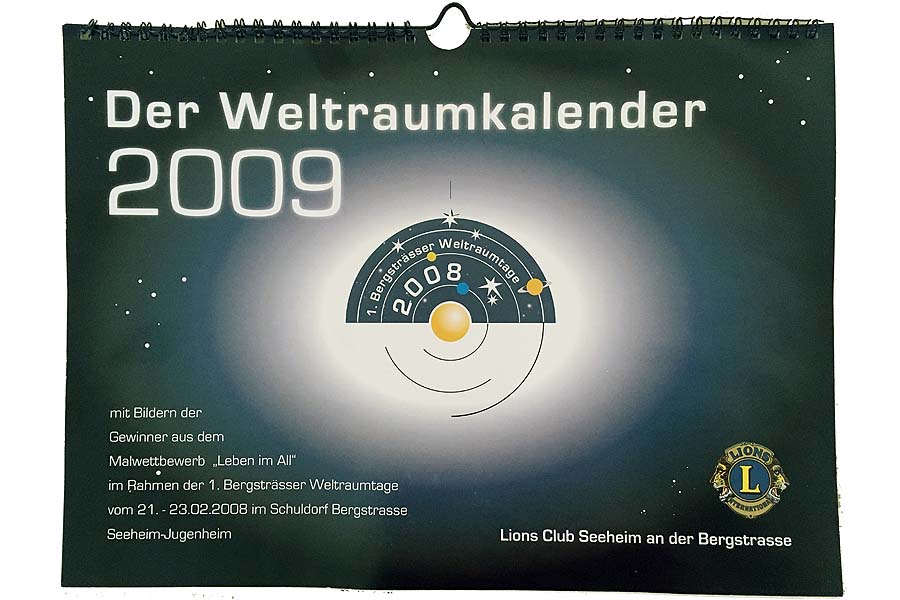 Der Weltraumkalender
2009
1. Bergsträsser Weltraumtage
2008
mit Bildern der
Gewinner aus dem
Malwettbewerb „Leben im All“
im Rahmen der 1. Bergsträsser Weltraumtage
vom 21. - 23.02.2008 im Schuldorf Bergstrasse
Seeheim-Jugenheim
LIONS
L
INTERNATIONAL
Lions Club Seeheim an der Bergstrasse